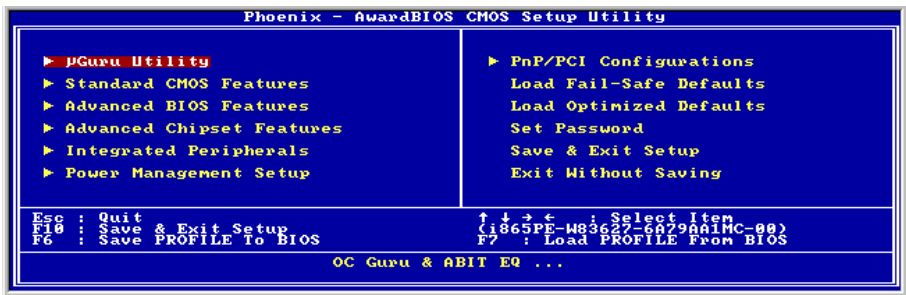 Phoenix - AwardBIOS CMOS Setup Utility
► µGuru Utility
► Standard CMOS Features
► Advanced BIOS Features
► Advanced Chipset Features
► Integrated Peripherals
► Power Management Setup
► PnP/PCI Configurations
Load Fail-Safe Defaults
Load Optimized Defaults
Set Password
Save & Exit Setup
Exit Without Saving
Esc : Quit
F10 : Save & Exit Setup
F6 : Save PROFILE To BIOS
↑ ↓ → ← : Select Item
(i865PE-W83627-6A79AA1MC-00)
F7 : Load PROFILE From BIOS
OC Guru & ABIT EQ ...